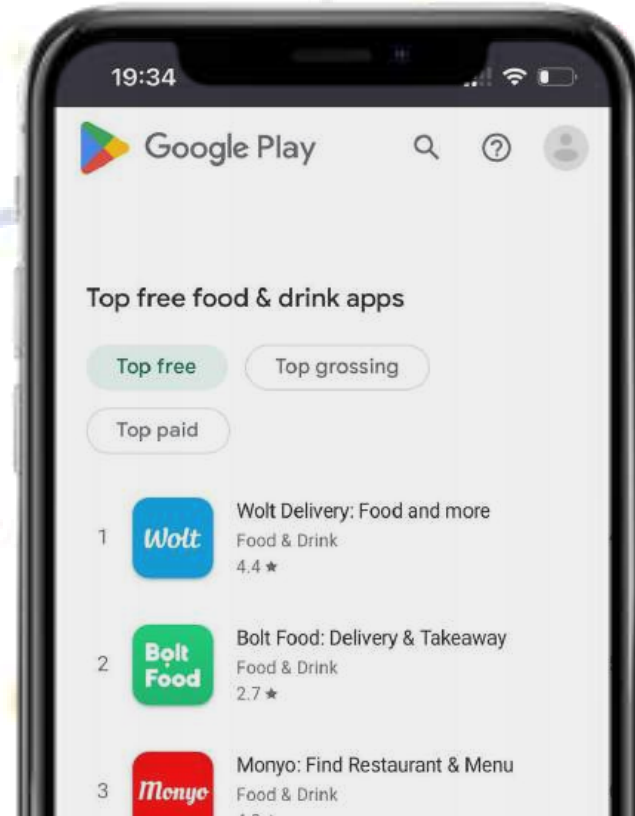 19:34
Google Play
Top free food & drink apps
Top free
Top grossing
Top paid
1
Wolt
Wolt Delivery: Food and more
Food & Drink
4.4 ★
2
Bolt
Food
Bolt Food: Delivery & Takeaway
Food & Drink
2.7 ★
3
Monyo
Monyo: Find Restaurant & Menu
Food & Drink